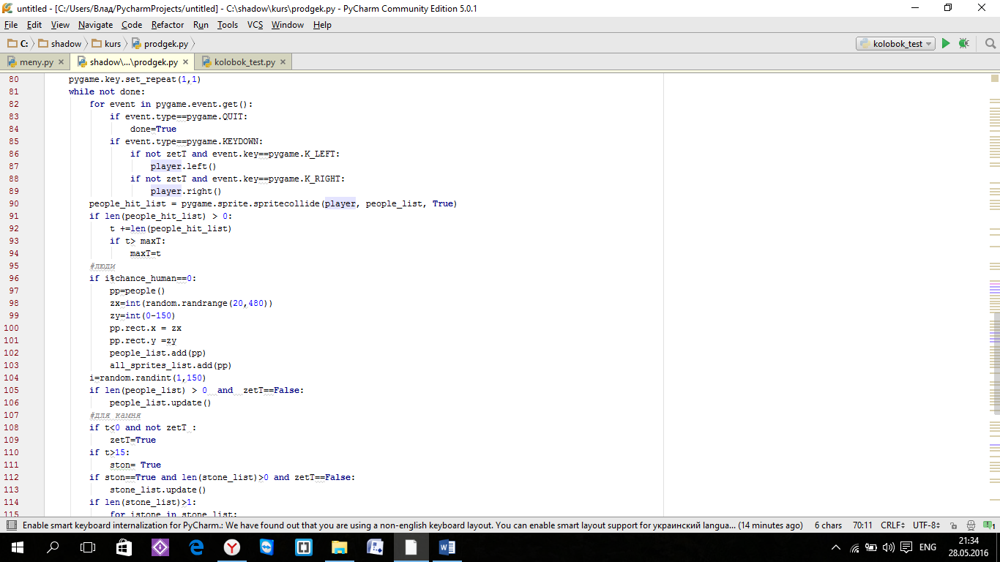 untitled - [C:/Users/Влад/PycharmProjects/untitled] - C:\shadow\kurs\prodgek.py - PyCharm Community Edition 5.0.1
File Edit View Navigate Code Refactor Run Tools VCS Window Help
C: shadow kurs prodgek.py kolobok_test
meny.py shadow\...\prodgek.py kolobok_test.py
80 pygame.key.set_repeat(1,1)
81 while not done:
82 for event in pygame.event.get():
83 if event.type==pygame.QUIT:
84 done=True
85 if event.type==pygame.KEYDOWN:
86 if not zetT and event.key==pygame.K_LEFT:
87 player.left()
88 if not zetT and event.key==pygame.K_RIGHT:
89 player.right()
90 people_hit_list = pygame.sprite.spritecollide(player, people_list, True)
91 if len(people_hit_list) > 0:
92 t +=len(people_hit_list)
93 if t> maxT:
94 maxT=t
95 #люди
96 if i%chance_human==0:
97 pp=people()
98 zx=int(random.randrange(20,480))
99 zy=int(0-150)
100 pp.rect.x = zx
101 pp.rect.y =zy
102 people_list.add(pp)
103 all_sprites_list.add(pp)
104 i=random.randint(1,150)
105 if len(people_list) > 0  and  zetT==False:
106 people_list.update()
107 #для камня
108 if t<0 and not zetT :
109 zetT=True
110 if t>15:
111 ston= True
112 if ston==True and len(stone_list)>0 and zetT==False:
113 stone_list.update()
114 if len(stone_list)>1:
115 for istone in stone_list:
Enable smart keyboard internalization for PyCharm.: We have found out that you are using a non-english keyboard layout. You can enable smart layout support for украинский langua... (14 minutes ago) 6 chars 70:11 CRLF UTF-8 1
ENG 21:34
28.05.2016